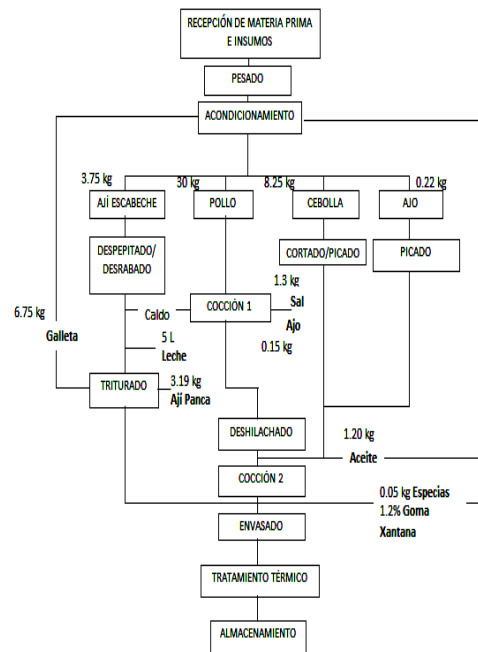 RECEPCIÓN DE MATERIA PRIMA
E INSUMOS
PESADO
ACONDICIONAMIENTO
3.75 kg
30 kg
8.25 kg
0.22 kg
AJÍ ESCABECHE
POLLO
CEBOLLA
AJO
DESPEPITADO/
DESRABADO
CORTADO/PICADO
PICADO
1.3 kg
Sal
Caldo
COCCIÓN 1
Ajo
0.15 kg
6.75 kg
Galleta
5 L
Leche
TRITURADO
3.19 kg
Ají Panca
DESHILACHADO
1.20 kg
Aceite
COCCIÓN 2
0.05 kg Especias
1.2% Goma
Xantana
ENVASADO
TRATAMIENTO TÉRMICO
ALMACENAMIENTO